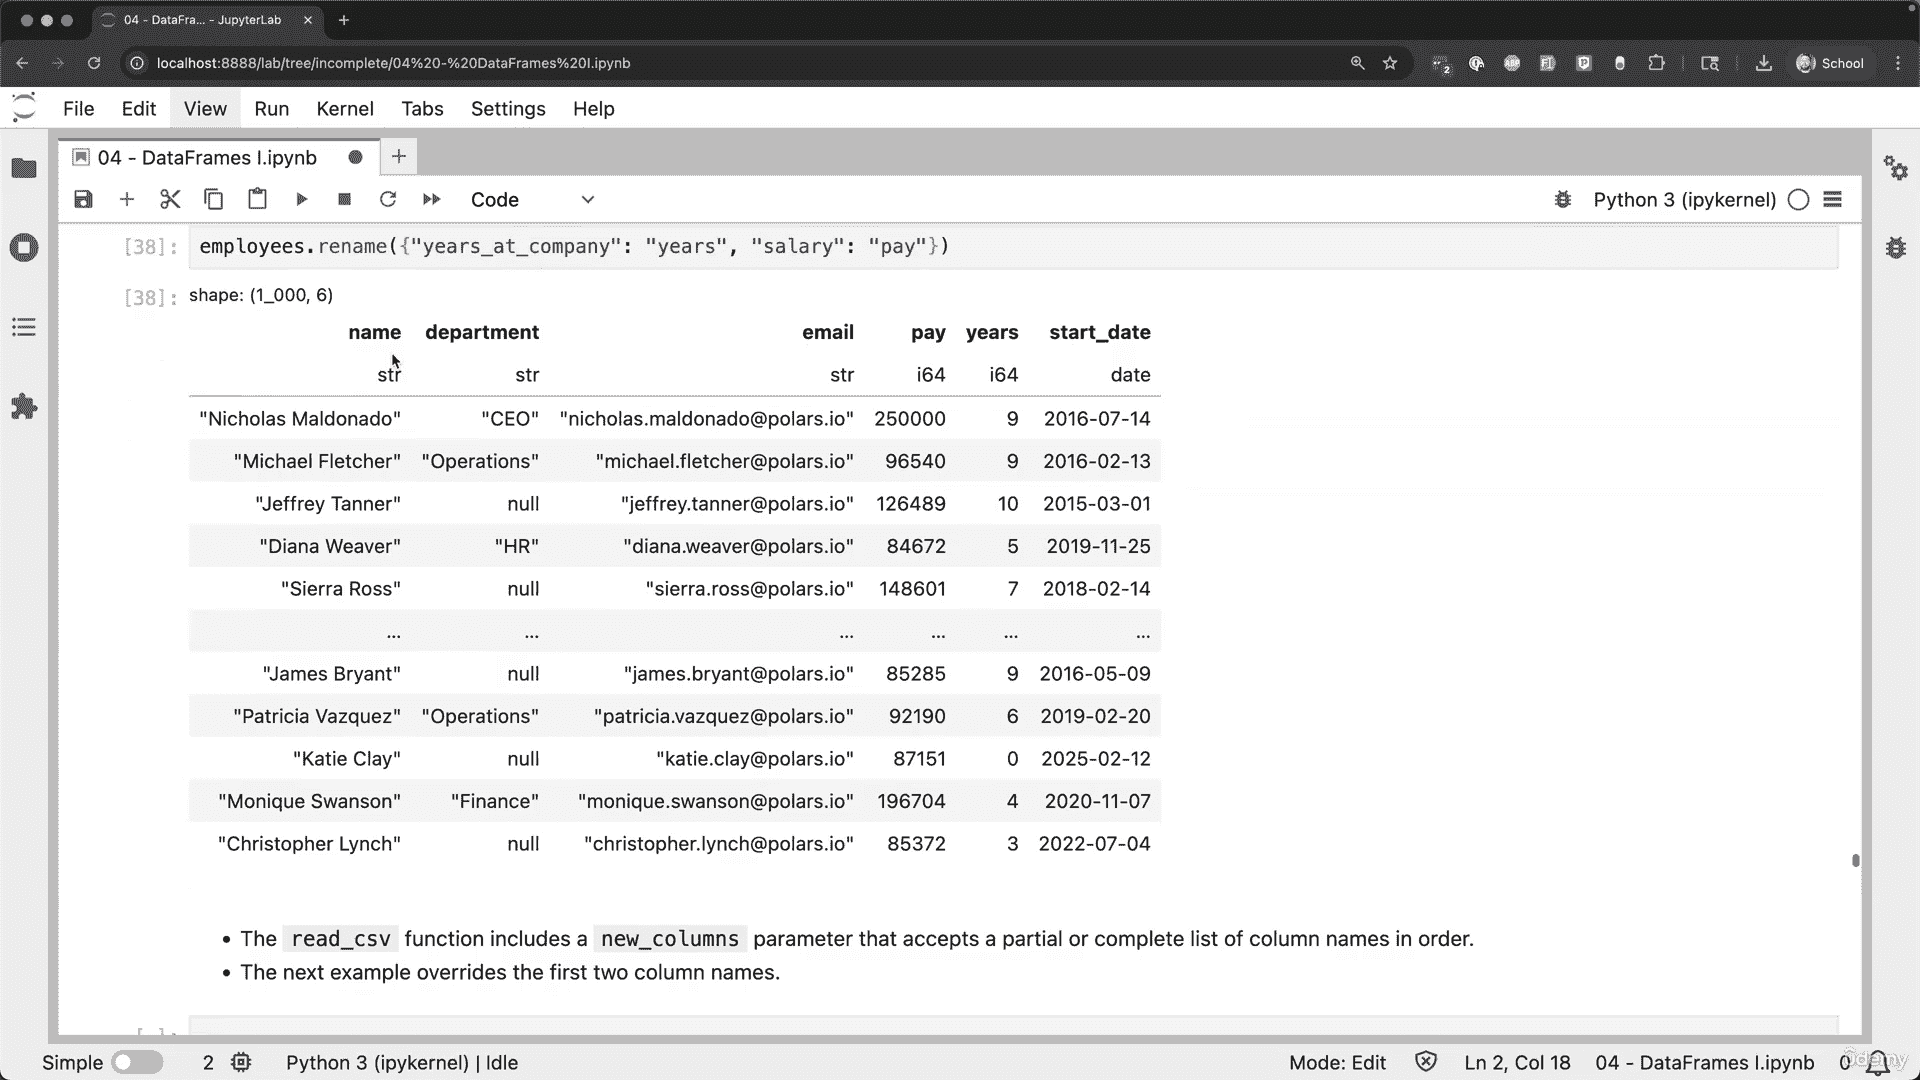 04 - DataFra... - JupyterLab
localhost:8888/lab/tree/incomplete/04%20-%20DataFrames%20I.ipynb
2
School
File Edit View Run Kernel Tabs Settings Help
04 - DataFrames I.ipynb
Code
Python 3 (ipykernel)
[38]: employees.rename({"years_at_company": "years", "salary": "pay"})
[38]: shape: (1_000, 6)
name department email pay years start_date
str str str i64 i64 date
"Nicholas Maldonado" "CEO" "nicholas.maldonado@polars.io" 250000 9 2016-07-14
"Michael Fletcher" "Operations" "michael.fletcher@polars.io" 96540 9 2016-02-13
"Jeffrey Tanner" null "jeffrey.tanner@polars.io" 126489 10 2015-03-01
"Diana Weaver" "HR" "diana.weaver@polars.io" 84672 5 2019-11-25
"Sierra Ross" null "sierra.ross@polars.io" 148601 7 2018-02-14
... ... ... ... ... ...
"James Bryant" null "james.bryant@polars.io" 85285 9 2016-05-09
"Patricia Vazquez" "Operations" "patricia.vazquez@polars.io" 92190 6 2019-02-20
"Katie Clay" null "katie.clay@polars.io" 87151 0 2025-02-12
"Monique Swanson" "Finance" "monique.swanson@polars.io" 196704 4 2020-11-07
"Christopher Lynch" null "christopher.lynch@polars.io" 85372 3 2022-07-04
• The read_csv function includes a new_columns parameter that accepts a partial or complete list of column names in order.
• The next example overrides the first two column names.
Simple 2 Python 3 (ipykernel) | Idle Mode: Edit Ln 2, Col 18 04 - DataFrames I.ipynb 0
udemy